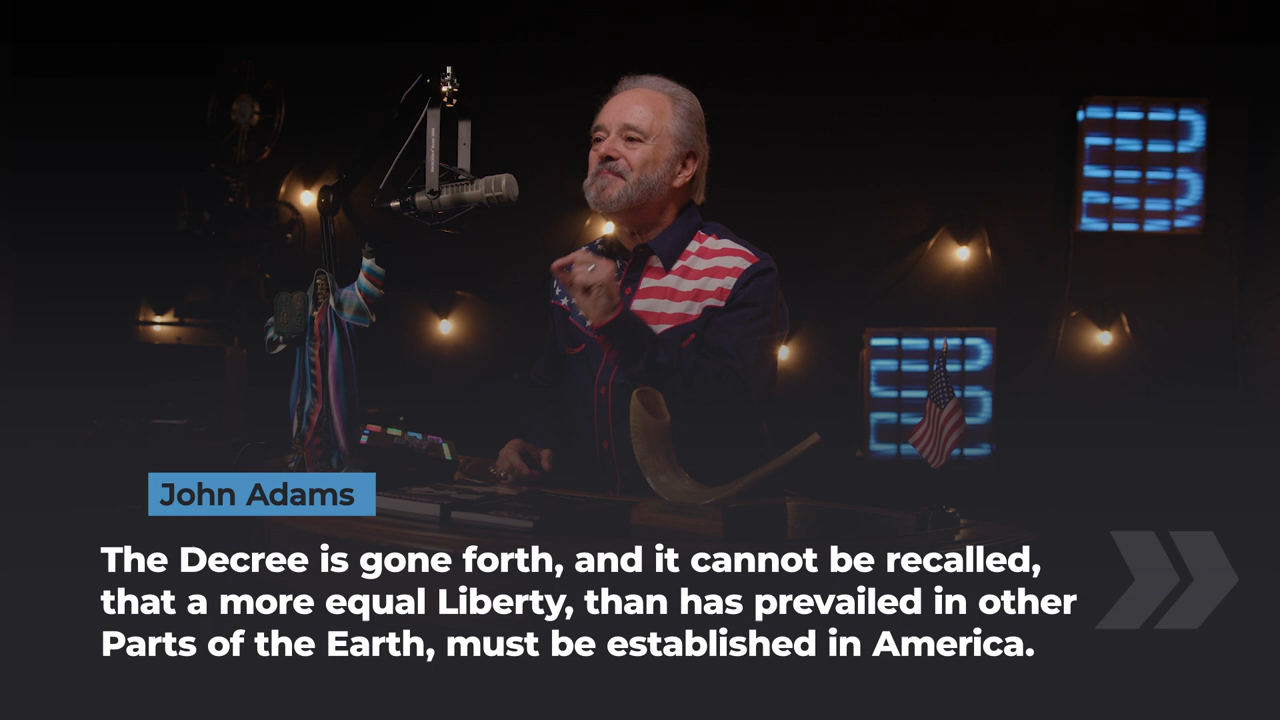 John Adams
The Decree is gone forth, and it cannot be recalled,
that a more equal Liberty, than has prevailed in other
Parts of the Earth, must be established in America.